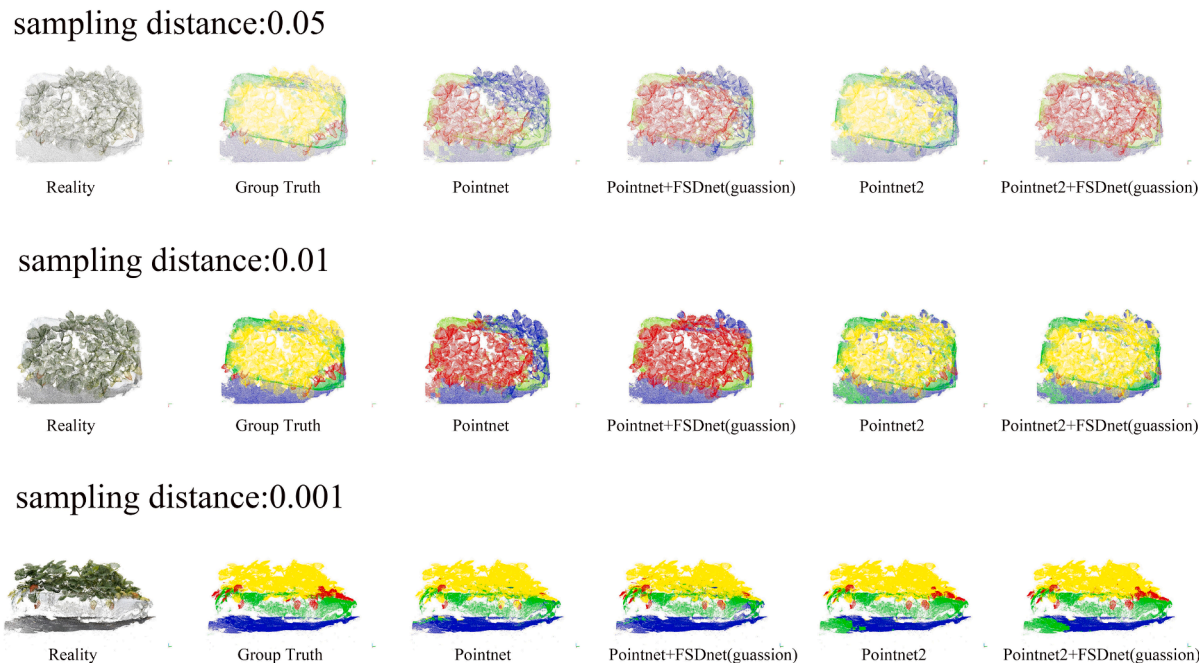 sampling distance:0.05
Reality Group Truth Pointnet Pointnet+FSDnet(guassion) Pointnet2 Pointnet2+FSDnet(guassion)
sampling distance:0.01
Reality Group Truth Pointnet Pointnet+FSDnet(guassion) Pointnet2 Pointnet2+FSDnet(guassion)
sampling distance:0.001
Reality Group Truth Pointnet Pointnet+FSDnet(guassion) Pointnet2 Pointnet2+FSDnet(guassion)